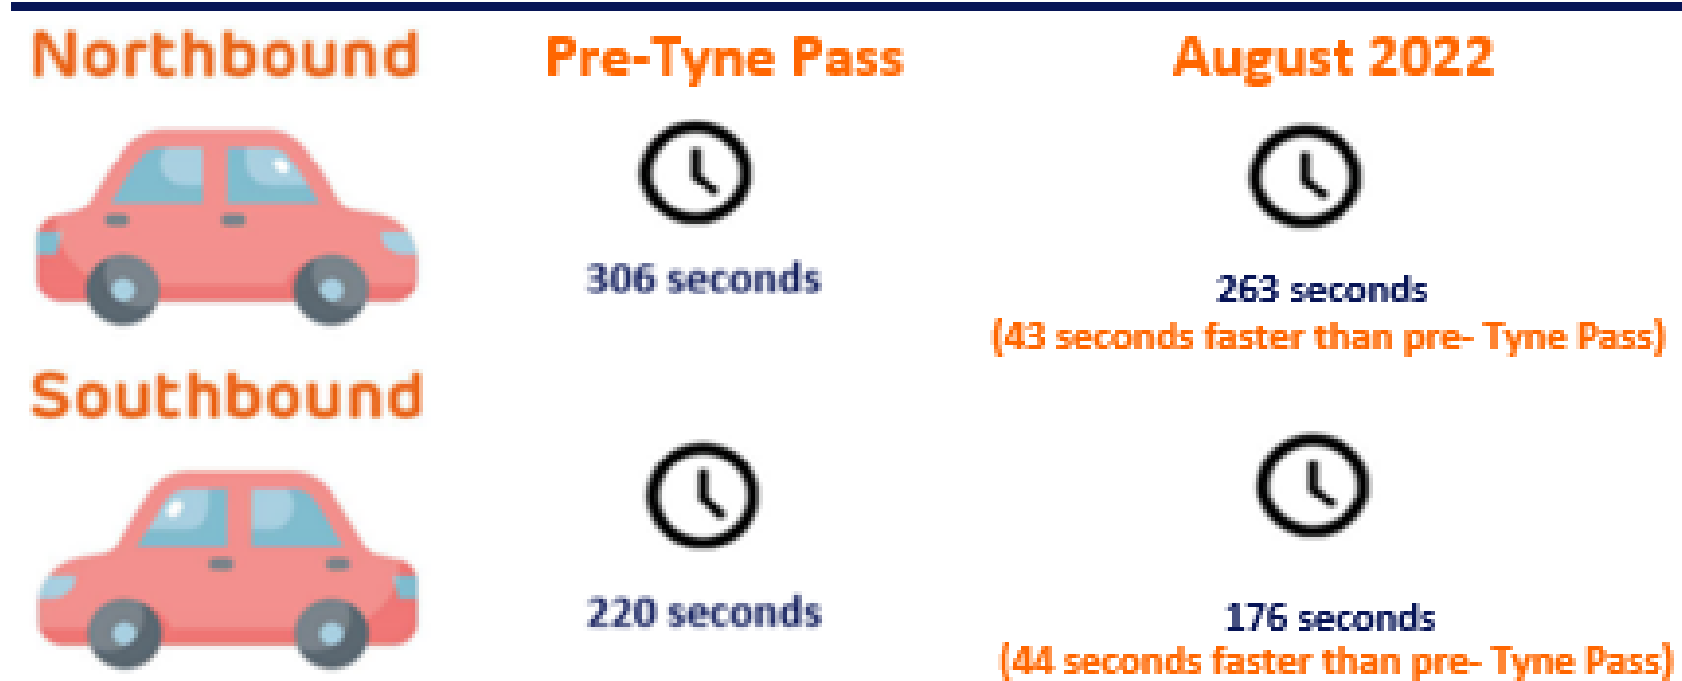 Northbound Pre-Tyne Pass August 2022
306 seconds 263 seconds
(43 seconds faster than pre- Tyne Pass)
Southbound
220 seconds 176 seconds
(44 seconds faster than pre- Tyne Pass)